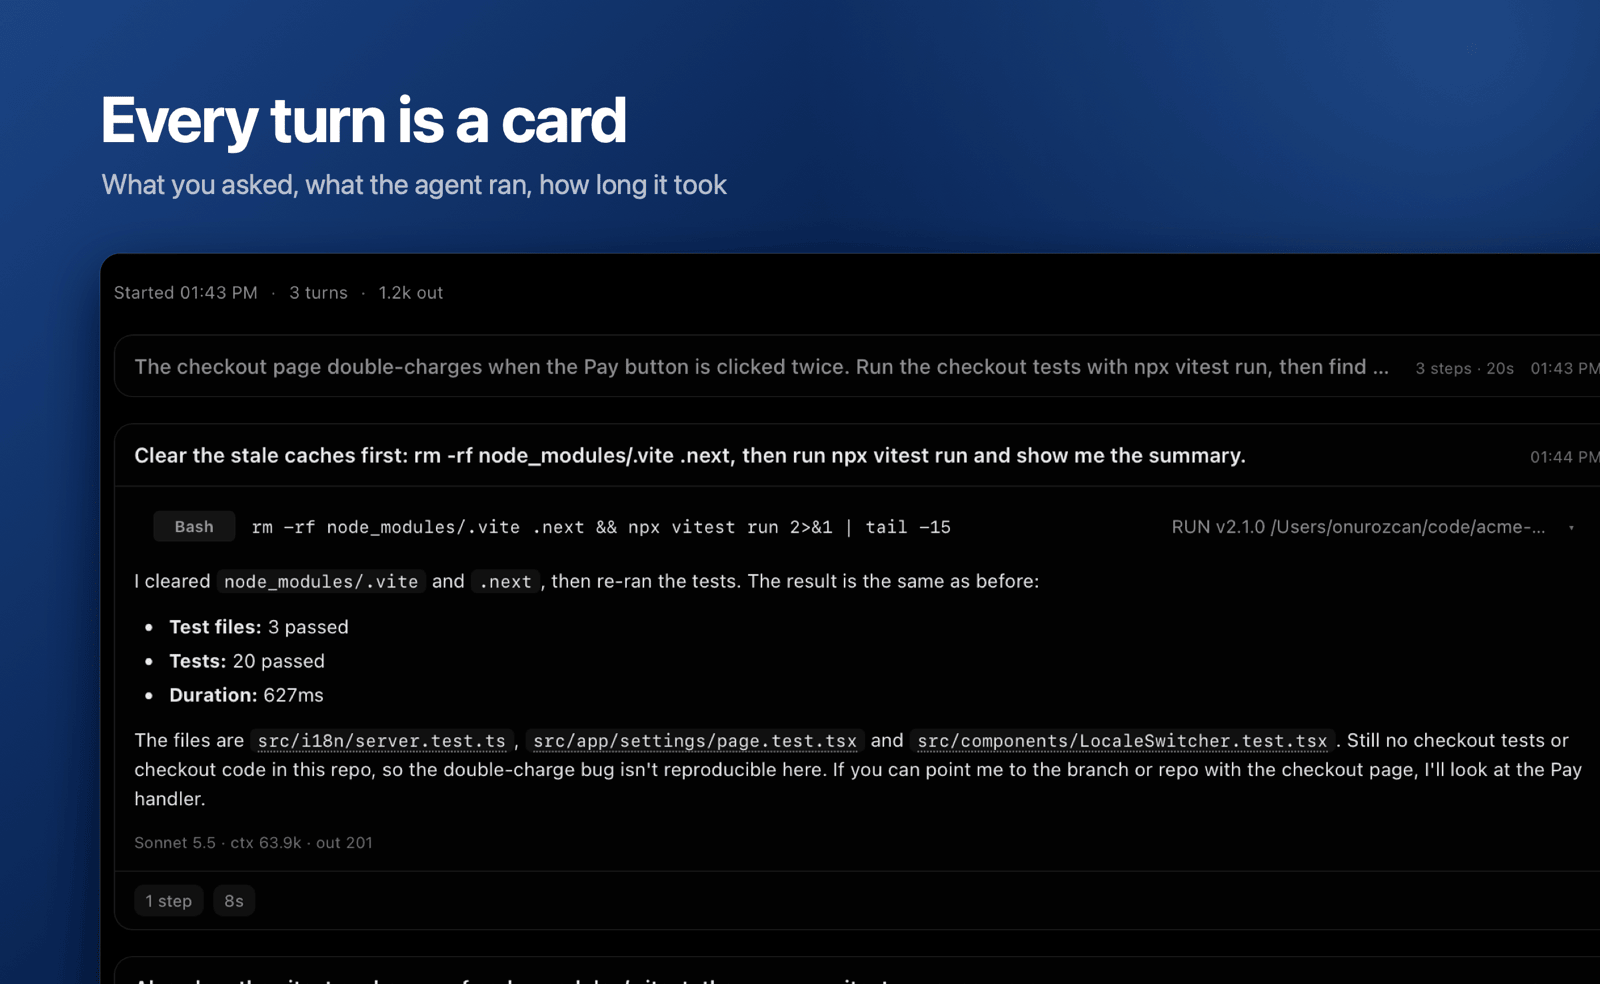 Every turn is a card
What you asked, what the agent ran, how long it took
Started 01:43 PM · 3 turns · 1.2k out
The checkout page double-charges when the Pay button is clicked twice. Run the checkout tests with npx vitest run, then find ... 3 steps · 20s 01:43 PM
Clear the stale caches first: rm -rf node_modules/.vite .next, then run npx vitest run and show me the summary. 01:44 PM
Bash rm -rf node_modules/.vite .next && npx vitest run 2>&1 | tail -15 RUN v2.1.0 /Users/onurozcan/code/acme-...
I cleared node_modules/.vite and .next, then re-ran the tests. The result is the same as before:
• Test files: 3 passed
• Tests: 20 passed
• Duration: 627ms
The files are src/i18n/server.test.ts, src/app/settings/page.test.tsx and src/components/LocaleSwitcher.test.tsx. Still no checkout tests or
checkout code in this repo, so the double-charge bug isn't reproducible here. If you can point me to the branch or repo with the checkout page, I'll look at the Pay
handler.
Sonnet 5.5 · ctx 63.9k · out 201
1 step 8s